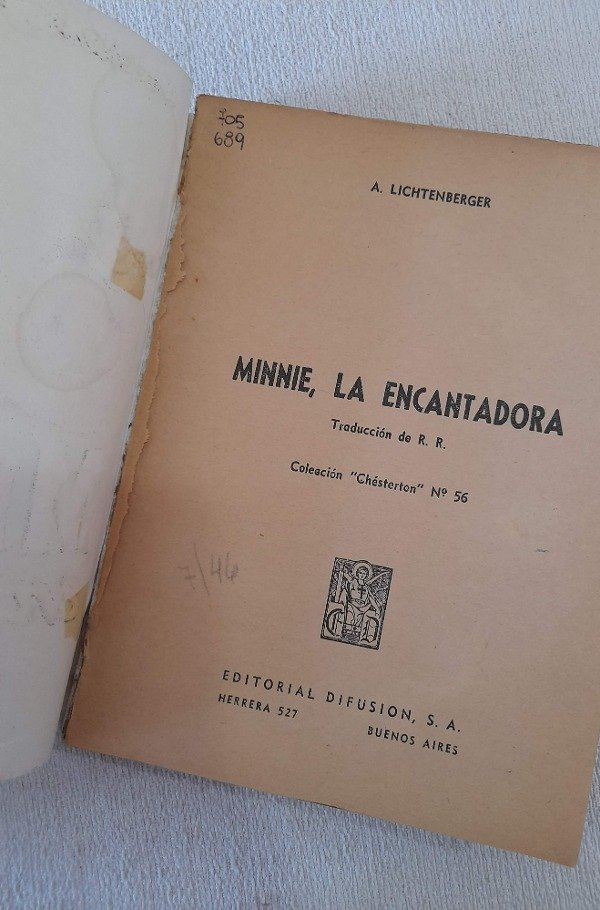 705
689
A. LICHTENBERGER
MINNIE, LA ENCANTADORA
Traducción de R. R.
Colección "Chésterton" Nº 56
7/46
EDITORIAL DIFUSION, S. A.
HERRERA 527 BUENOS AIRES